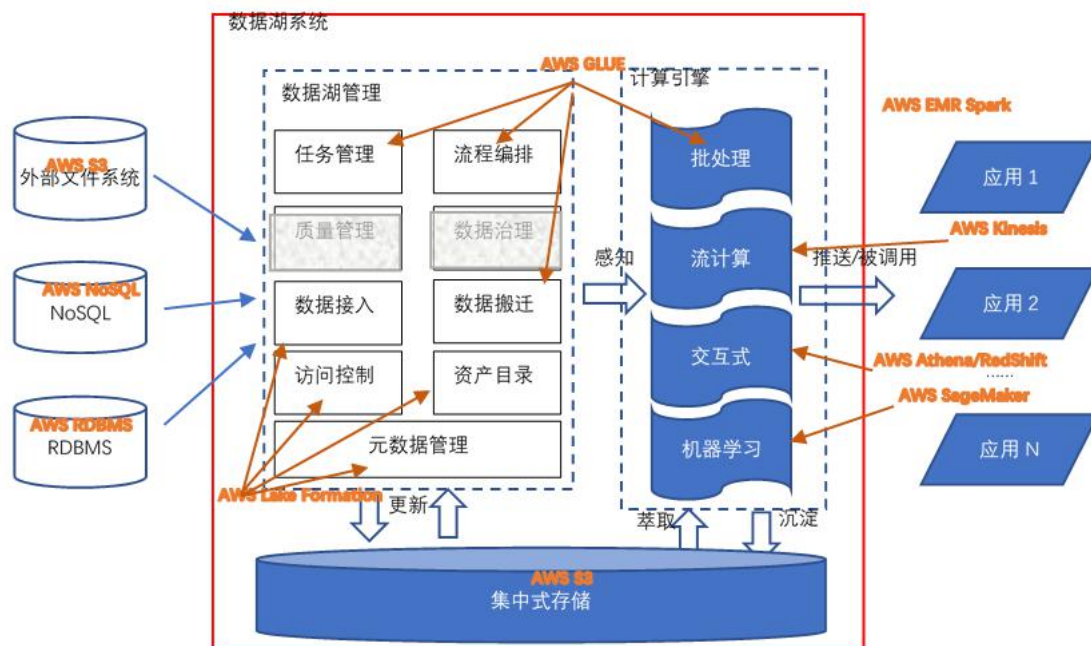 数据湖系统
AWS GLUE
数据湖管理
计算引擎
AWS EMR Spark
任务管理
流程编排
批处理
应用 1
AWS S3
外部文件系统
质量管理
数据治理
AWS Kinesis
感知
流计算
推送/被调用
AWS NoSQL
NoSQL
数据接入
数据搬迁
应用 2
访问控制
资产目录
交互式
AWS Athena/RedShift
……
AWS SageMaker
AWS RDBMS
RDBMS
元数据管理
机器学习
应用 N
AWS Lake Formation
更新
萃取
沉淀
AWS S3
集中式存储